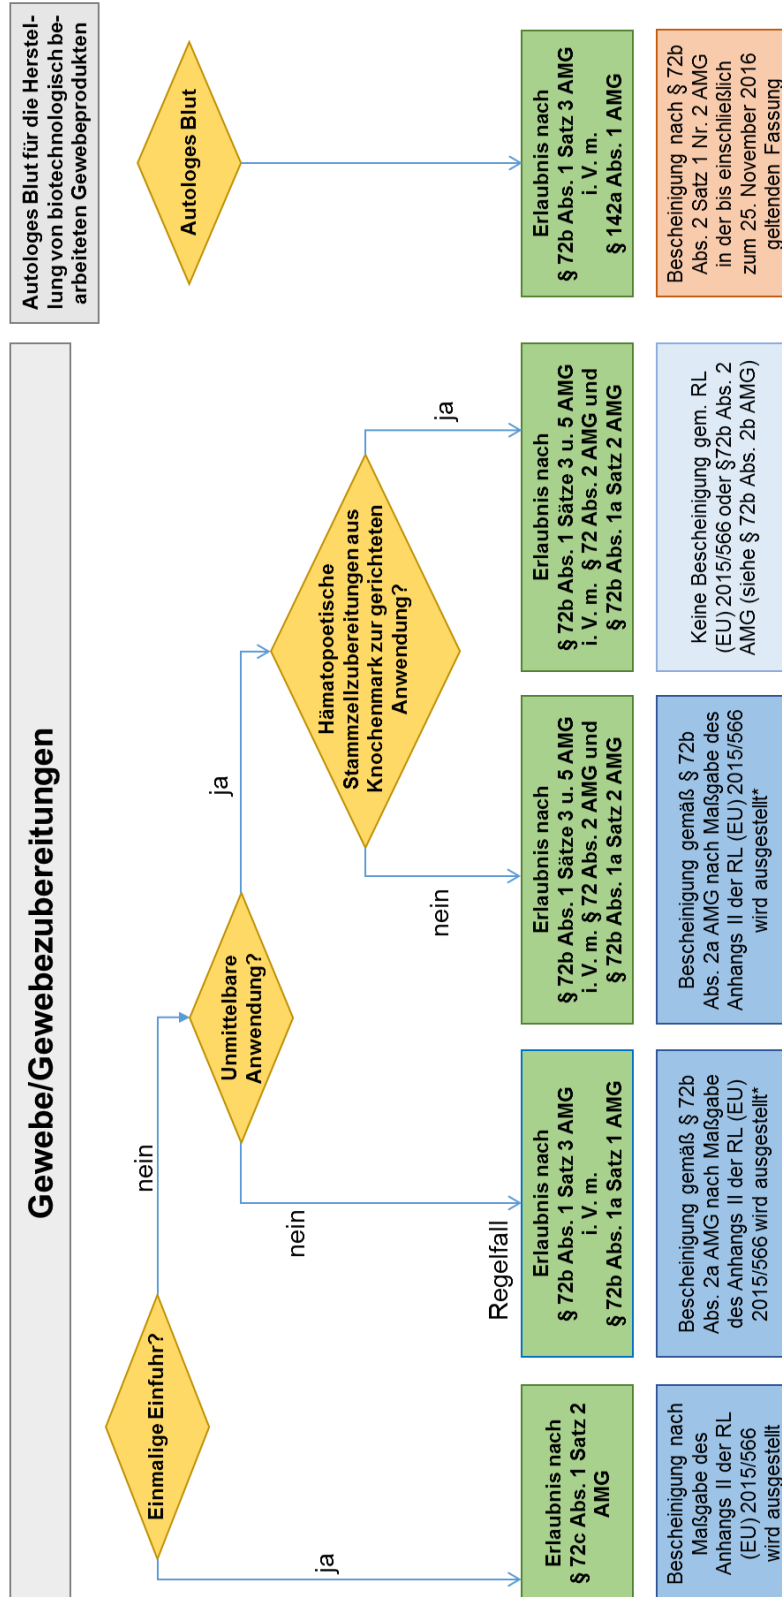 Gewebe/Gewebezubereitungen
Autologes Blut für die Herstel-
lung von biotechnologisch be-
arbeiteten Gewebeprodukten
Einmalige Einfuhr?
nein
ja
Unmittelbare
Anwendung?
ja
nein
Hämatopoetische
Stammzellzubereitungen aus
Knochenmark zur gerichteten
Anwendung?
nein
ja
Autologes Blut
Regelfall
Erlaubnis nach
§ 72c Abs. 1 Satz 2
AMG
Erlaubnis nach
§ 72b Abs. 1 Satz 3 AMG
i. V. m.
§ 72b Abs. 1a Satz 1 AMG
Erlaubnis nach
§ 72b Abs. 1 Sätze 3 u. 5 AMG
i. V. m. § 72 Abs. 2 AMG und
§ 72b Abs. 1a Satz 2 AMG
Erlaubnis nach
§ 72b Abs. 1 Sätze 3 u. 5 AMG
i. V. m. § 72 Abs. 2 AMG und
§ 72b Abs. 1a Satz 2 AMG
Erlaubnis nach
§ 72b Abs. 1 Satz 3 AMG
i. V. m.
§ 142a Abs. 1 AMG
Bescheinigung nach
Maßgabe des
Anhangs II der RL
(EU) 2015/566
wird ausgestellt
Bescheinigung gemäß § 72b
Abs. 2a AMG nach Maßgabe
des Anhangs II der RL (EU)
2015/566 wird ausgestellt*
Bescheinigung gemäß § 72b
Abs. 2a AMG nach Maßgabe des
Anhangs II der RL (EU) 2015/566
wird ausgestellt*
Keine Bescheinigung gem. RL
(EU) 2015/566 oder §72b Abs. 2
AMG (siehe § 72b Abs. 2b AMG)
Bescheinigung nach § 72b
Abs. 2 Satz 1 Nr. 2 AMG
in der bis einschließlich
zum 25. November 2016
geltenden Fassung